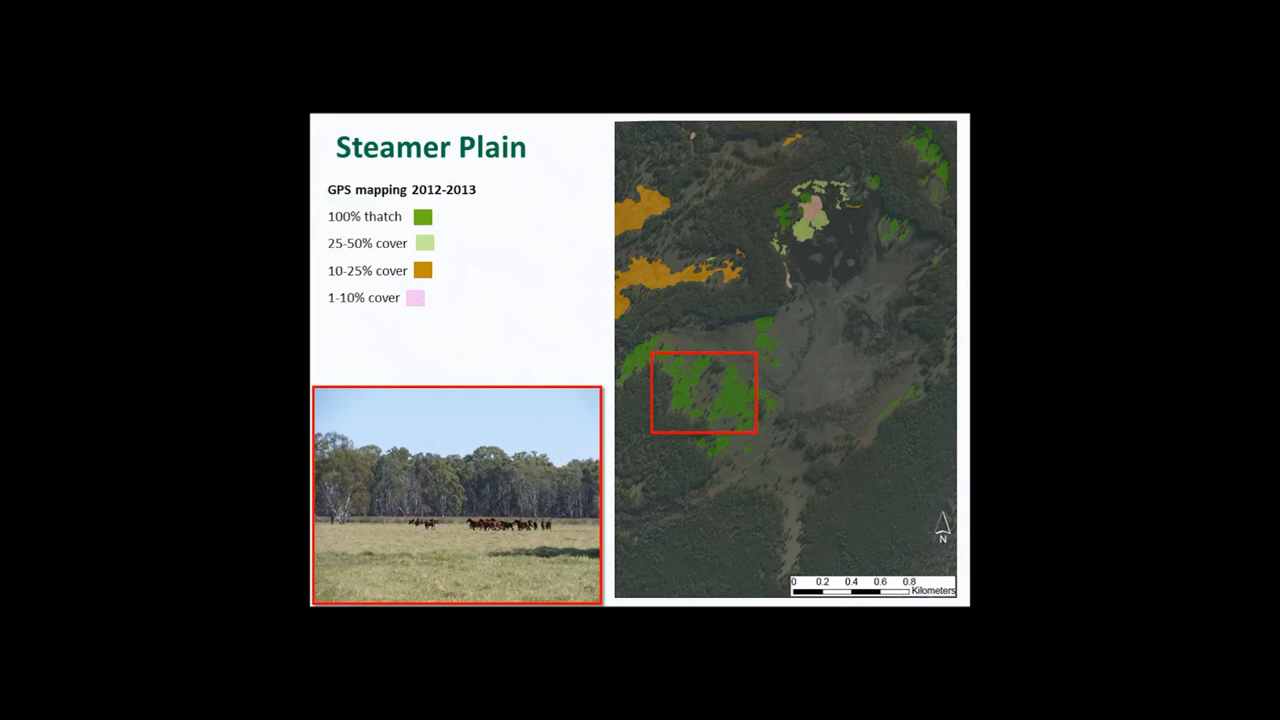 Steamer Plain
GPS mapping 2012-2013
100% thatch
25-50% cover
10-25% cover
1-10% cover
N
0 0.2 0.4 0.6 0.8
Kilometers